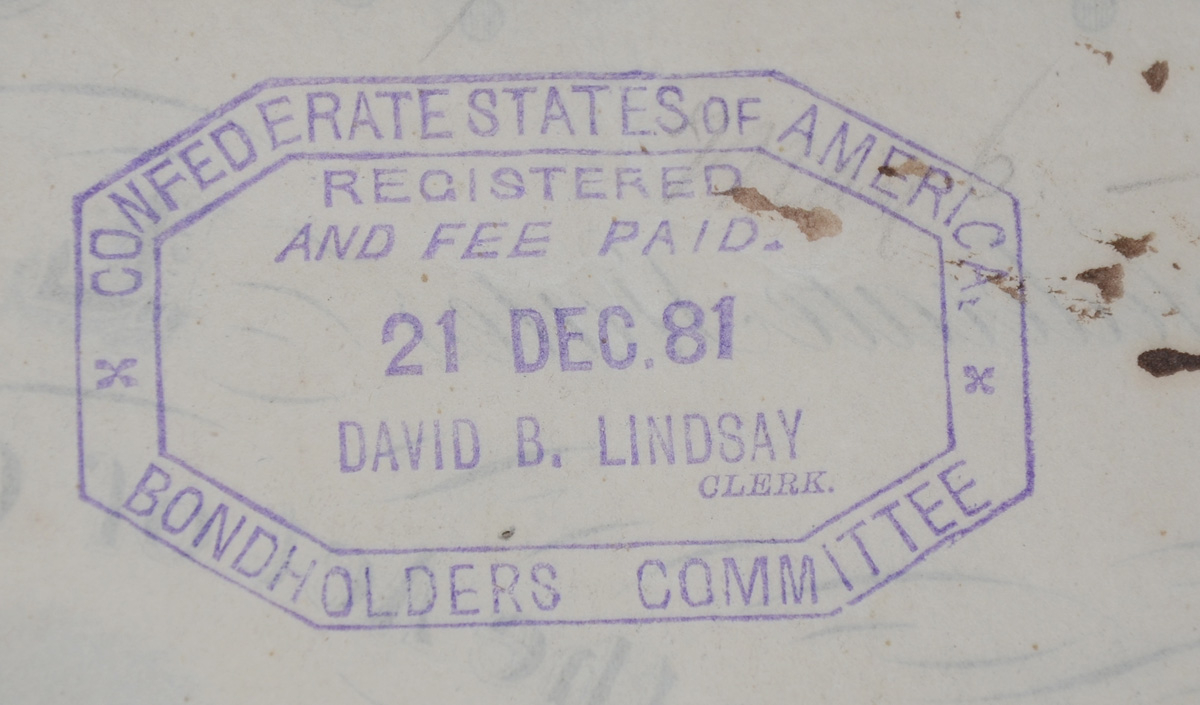 CONFEDERATE STATES OF AMERICA.
REGISTERED
AND FEE PAID.
21 DEC. 81
DAVID B. LINDSAY
CLERK.
BONDHOLDERS COMMITTEE